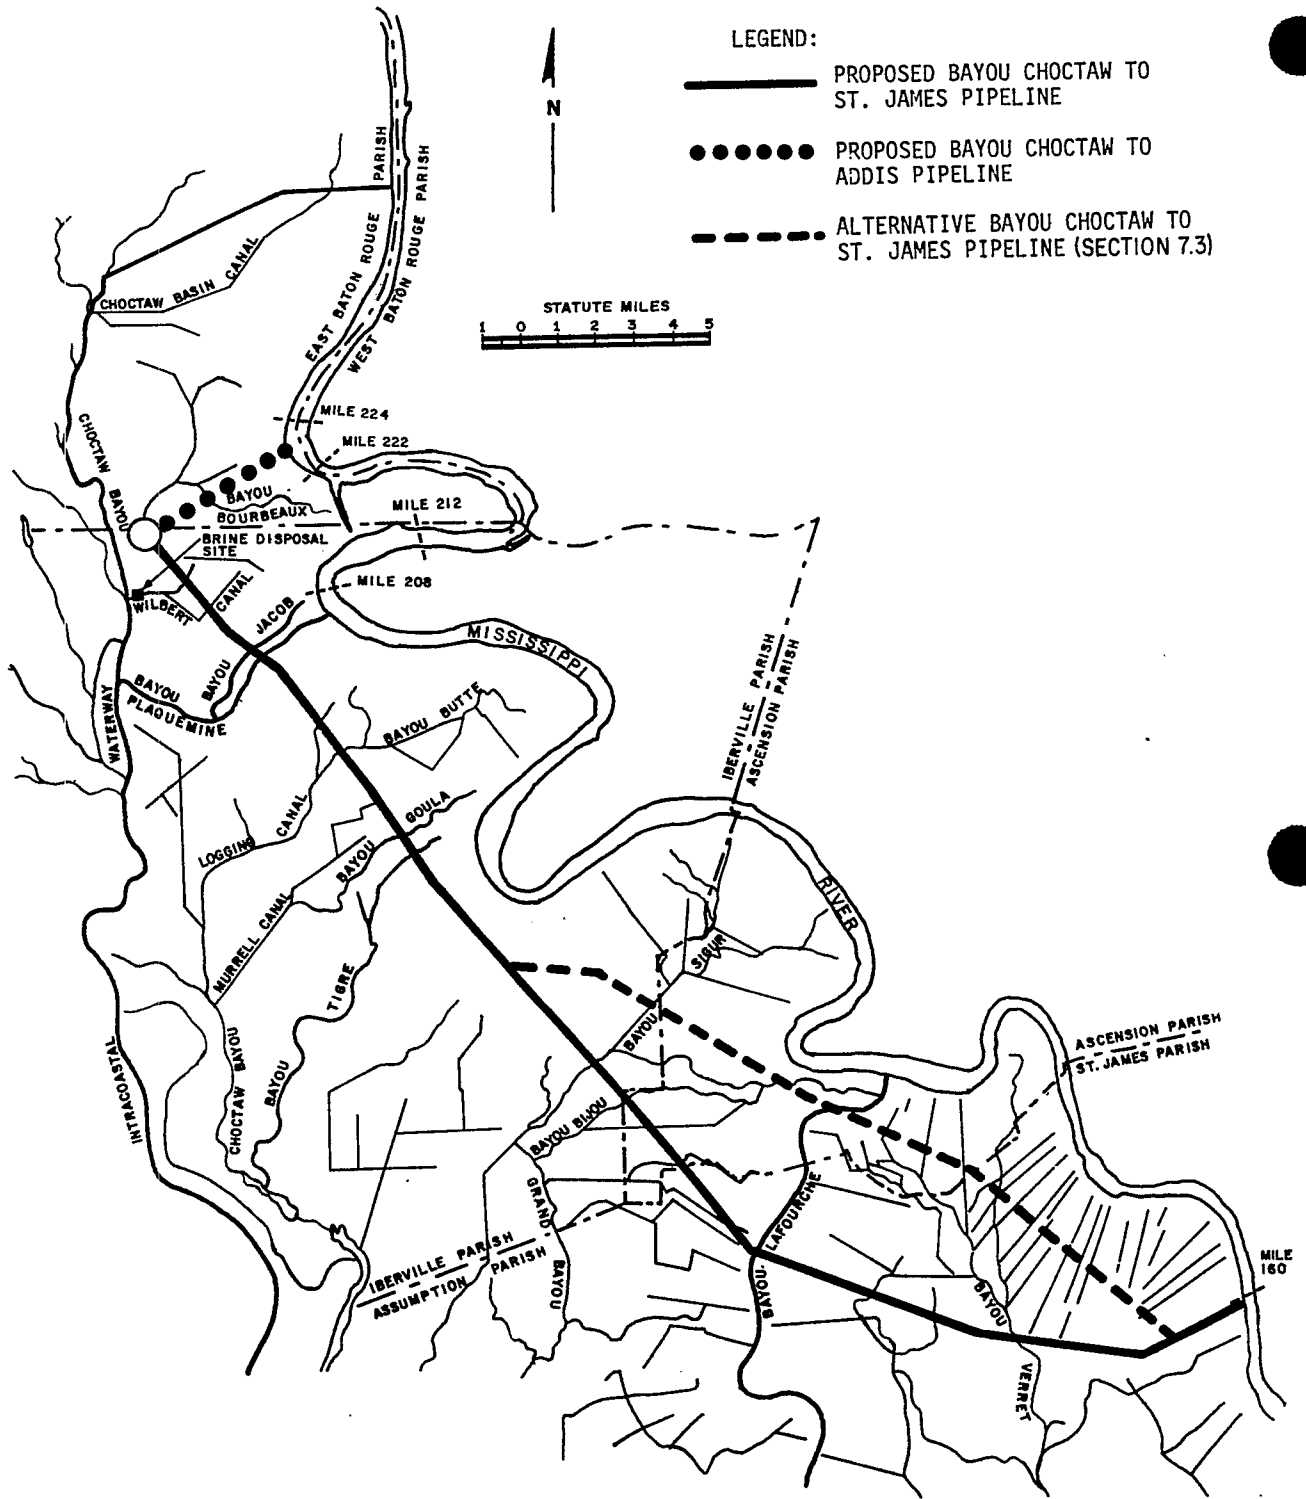 LEGEND:
PROPOSED BAYOU CHOCTAW TO
ST. JAMES PIPELINE
PROPOSED BAYOU CHOCTAW TO
ADDIS PIPELINE
ALTERNATIVE BAYOU CHOCTAW TO
ST. JAMES PIPELINE (SECTION 7.3)
N
STATUTE MILES
1 0 1 2 3 4 5
EAST BATON ROUGE PARISH
WEST BATON ROUGE PARISH
CHOCTAW BASIN CANAL
MILE 224
MILE 222
CHOCTAW BAYOU
BAYOU
BOURBEAUX
MILE 212
BRINE DISPOSAL
SITE
MILE 208
WILBERT CANAL
BAYOU JACOB
MISSISSIPPI
BAYOU
PLAQUEMINE
WATERWAY
BAYOU BUTTE
IBERVILLE PARISH
ASCENSION PARISH
LOGGING CANAL
BAYOU GOULA
RIVER
MURRELL CANAL
BAYOU SIGUR
BAYOU TIGRE
INTRACOASTAL
CHOCTAW BAYOU
ASCENSION PARISH
ST. JAMES PARISH
BAYOU BIJOU
GRAND BAYOU
BAYOU LAFOURCHE
IBERVILLE PARISH
ASSUMPTION PARISH
BAYOU VERRET
MILE
160